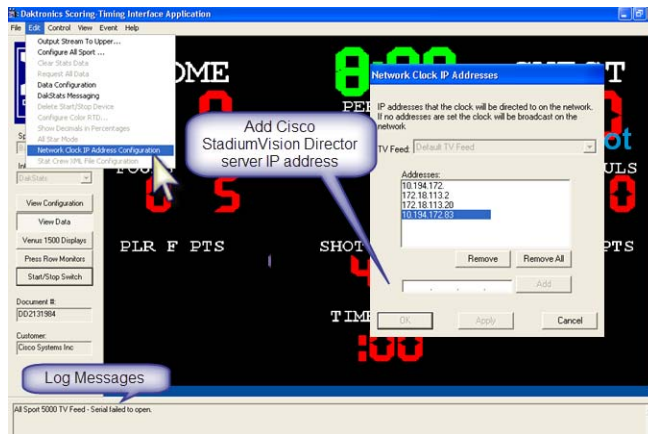 Daktronics Scoring-Timing Interface Application
File Edit Control View Event Help
Output Stream To Upper...
Configure All Sport ...
Clear Stats Data
Request All Data
Data Configuration
DakStats Messaging
Delete Start/Stop Device
Configure Color RTD...
Show Decimals in Percentages
All Star Mode
Network Clock IP Address Configuration
Stat-Crew XML File Configuration
DakStats
View Configuration
View Data
Venus 1500 Displays
Press Row Monitors
Start/Stop Switch
Document #:
DD2131984
Customer:
Cisco Systems Inc
OME
8:00
PLR F PTS
5
SHOT
TIME
:00
ULS
0
PTS
Add Cisco
StadiumVision Director
server IP address
Network Clock IP Addresses
IP addresses that the clock will be directed to on the network.
If no addresses are set the clock will be broadcast on the
network
TV Feed: Default TV Feed
Addresses:
10.194.172.
172.18.113.2
172.18.113.20
10.194.172.83
Remove Remove All
. . . Add
OK Apply Cancel
Log Messages
All Sport 5000 TV Feed - Serial failed to open.